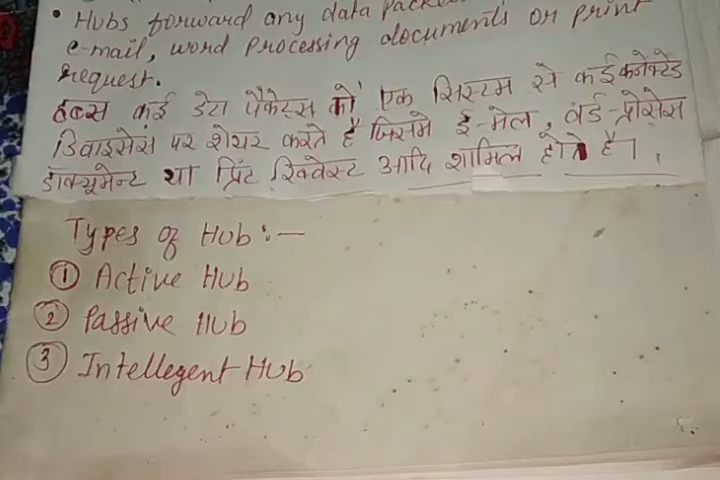 • Hubs forward any data
e-mail, word processing documents or print
request.
हब्स कई डेटा पैकेट्स को एक सिस्टम से कई कनेक्टेड
डिवाइसेस पर शेयर करते हैं जिसमे ई-मेल, वर्ड-प्रोसेस
डॉक्यूमेन्ट या प्रिंट रिक्वेस्ट आदि शामिल होते है।
Types of Hub:—
① Active Hub
② Passive Hub
③ Intellegent Hub